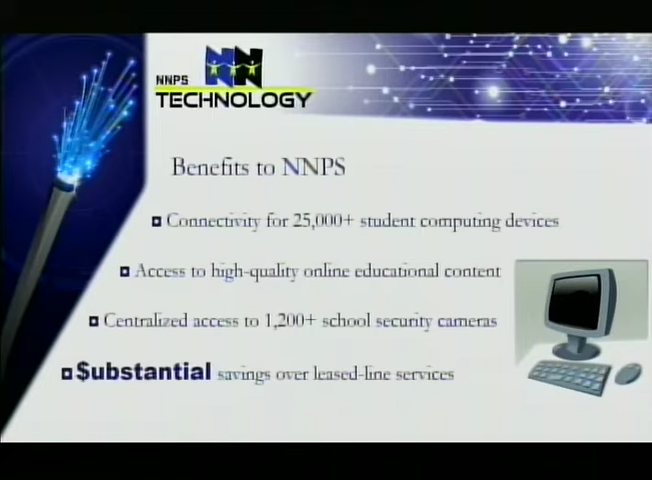 NNPS
TECHNOLOGY
Benefits to NNPS
Connectivity for 25,000+ student computing devices
Access to high-quality online educational content
Centralized access to 1,200+ school security cameras
$ubstantial savings over leased-line services